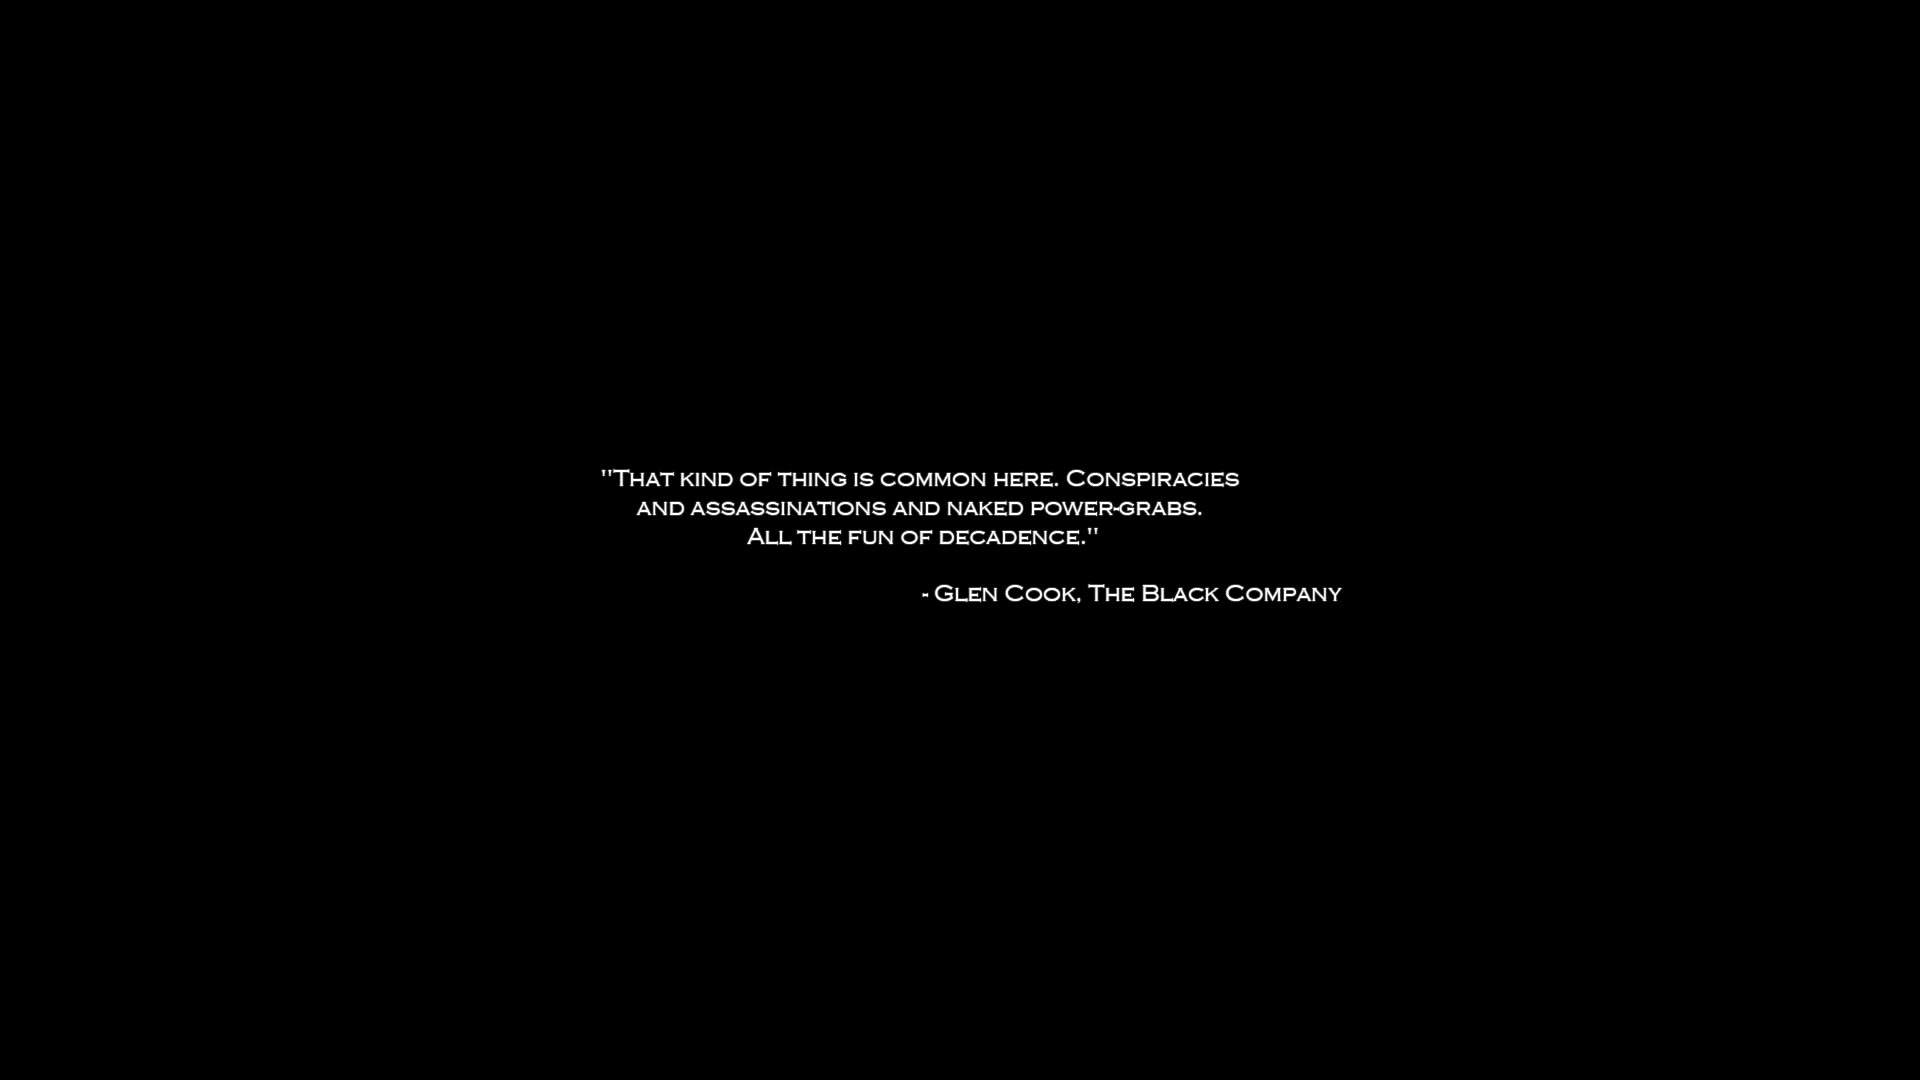 "That kind of thing is common here. Conspiracies
and assassinations and naked power-grabs.
All the fun of decadence."
- Glen Cook, The Black Company